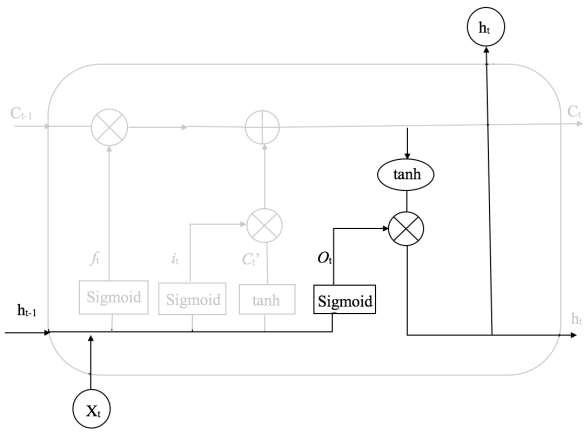 hₜ
Cₜ₋₁
Cₜ
tanh
fₜ
iₜ
Cₜ’
Oₜ
Sigmoid
Sigmoid
tanh
Sigmoid
hₜ₋₁
hₜ
Xₜ